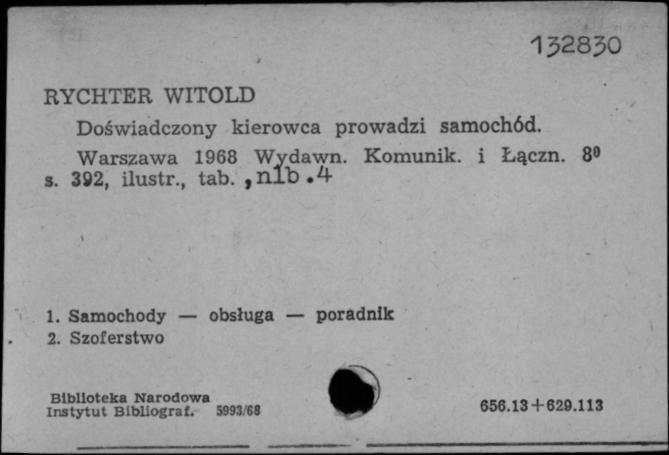 132830
RYCHTER WITOLD
Doświadczony kierowca prowadzi samochód.
Warszawa 1968 Wydawn. Komunik. i Łączn. 8⁰
s. 392, ilustr., tab. , nlb .4
1. Samochody — obsługa — poradnik
2. Szoferstwo
Biblioteka Narodowa
Instytut Bibliograf. 5993/68
656.13+629.113